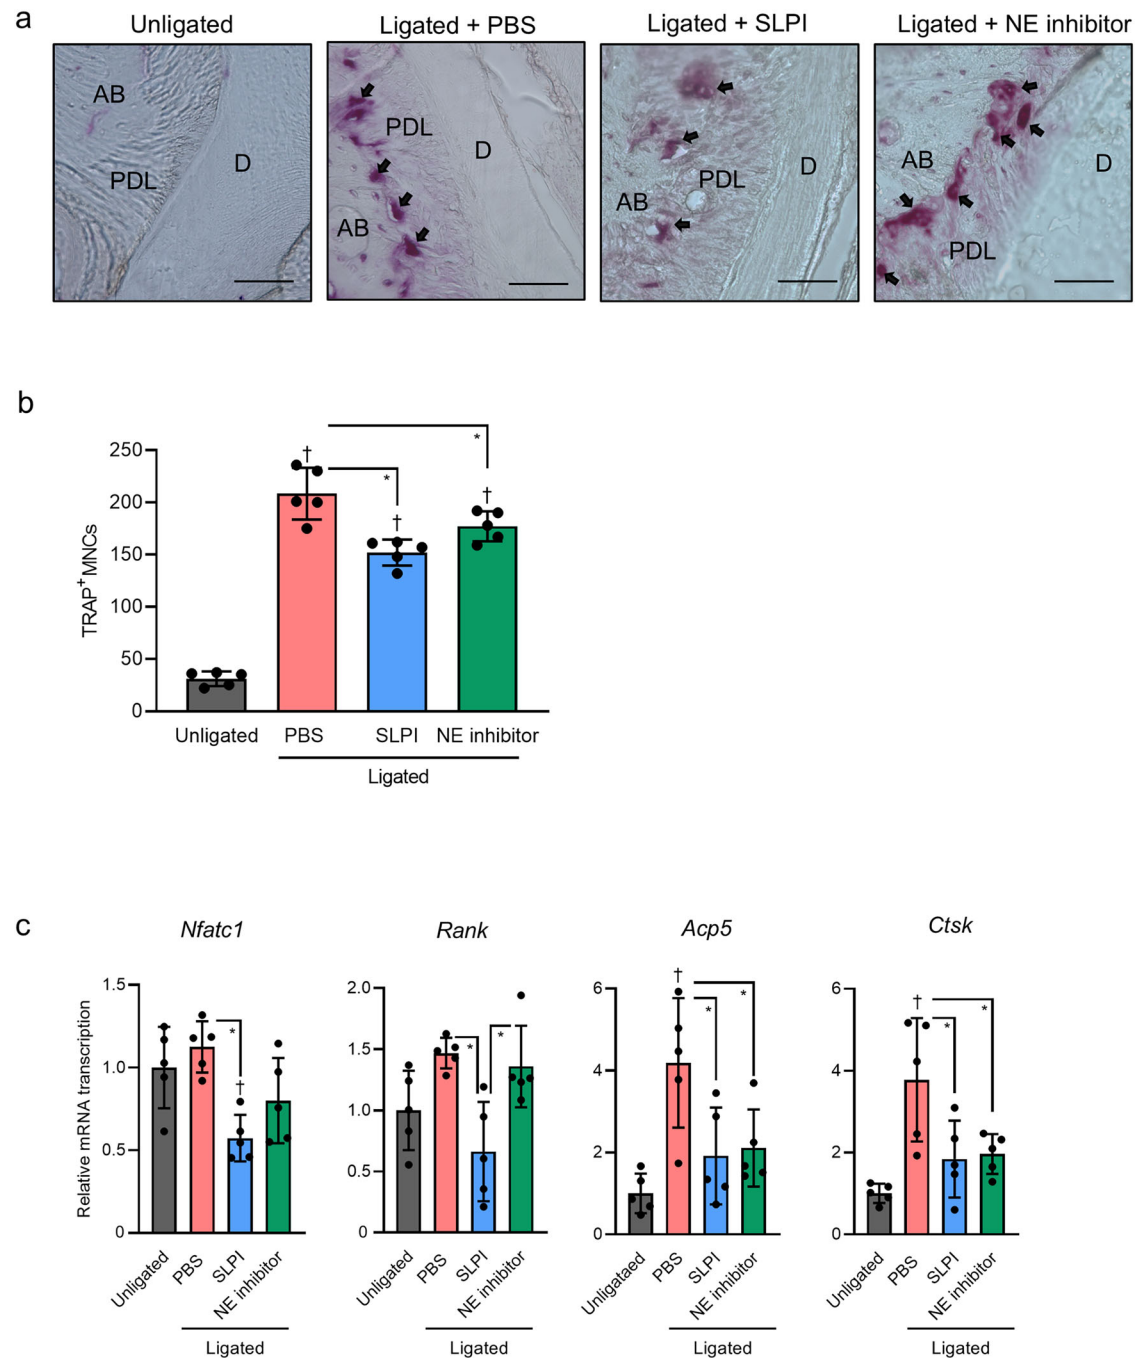 a
Unligated
Ligated + PBS
Ligated + SLPI
Ligated + NE inhibitor
AB
PDL
D
PDL
D
AB
D
PDL
AB
AB
D
PDL
b
TRAP+ MNCs
250
200
150
100
50
0
†
*
†
*
†
Unligated
PBS
SLPI
NE inhibitor
Ligated
c
Relative mRNA transcription
Nfatc1
1.5
1.0
0.5
0
*
†
Unligated
PBS
SLPI
NE inhibitor
Ligated
Rank
2.0
1.5
1.0
0.5
0
*
*
Unligated
PBS
SLPI
NE inhibitor
Ligated
Acp5
6
4
2
0
†
*
*
Unligataed
PBS
SLPI
NE inhibitor
Ligated
Ctsk
6
4
2
0
†
*
*
Unligated
PBS
SLPI
NE inhibitor
Ligated